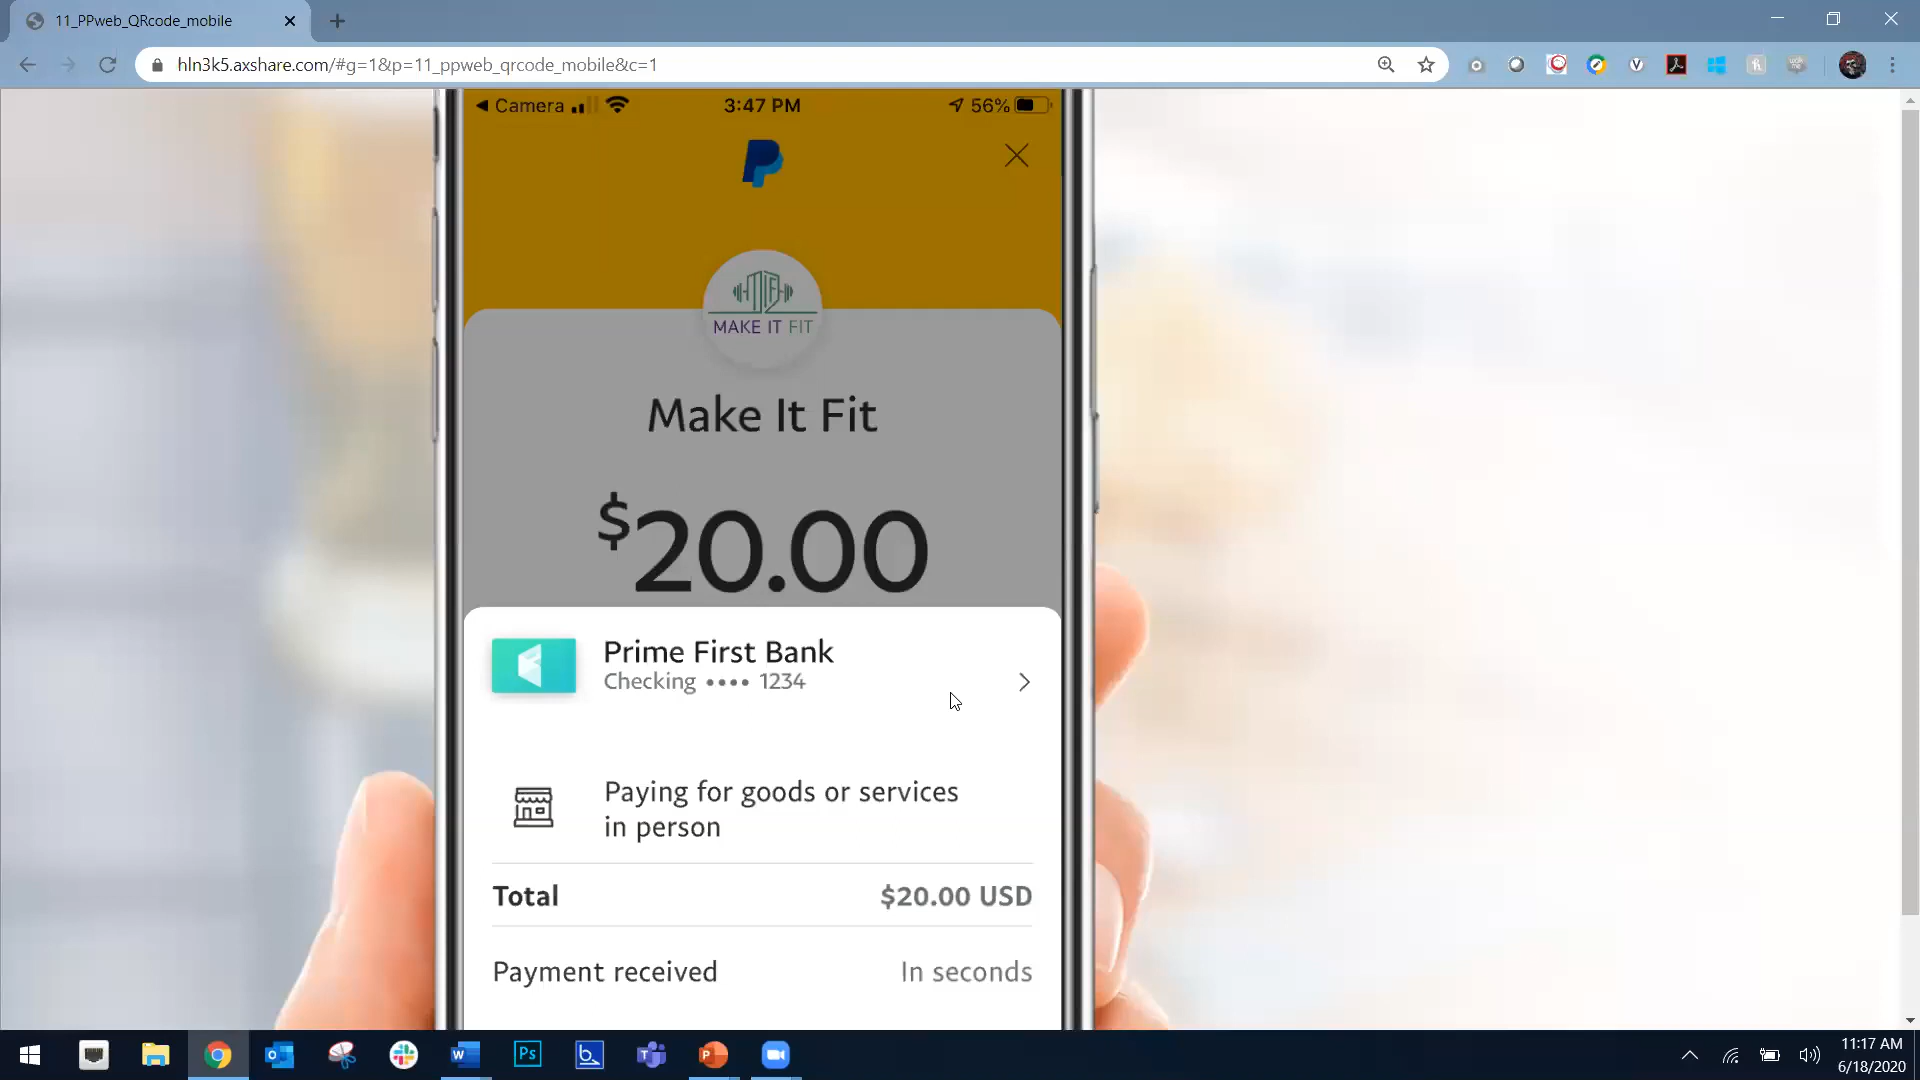 11_PPweb_QRcode_mobile
hln3k5.axshare.com/#g=1&p=11_ppweb_qrcode_mobile&c=1
Camera 3:47 PM 56%
MAKE IT FIT
Make It Fit
$20.00
Prime First Bank
Checking •••• 1234
Paying for goods or services
in person
Total $20.00 USD
Payment received In seconds
11:17 AM
6/18/2020